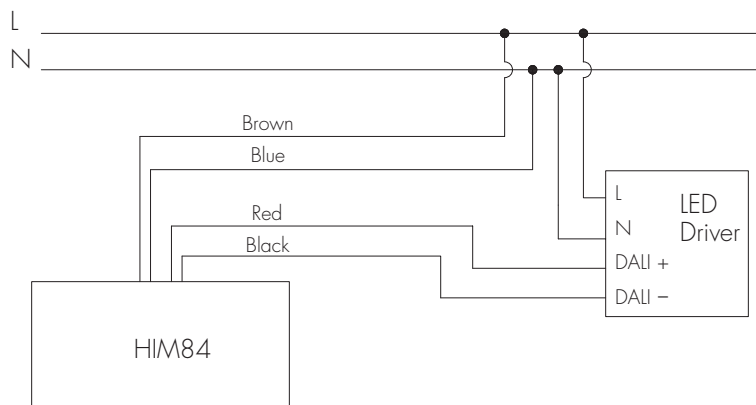 L
N
Brown
Blue
Red
Black
HIM84
L
N
DALI +
DALI –
LED
Driver